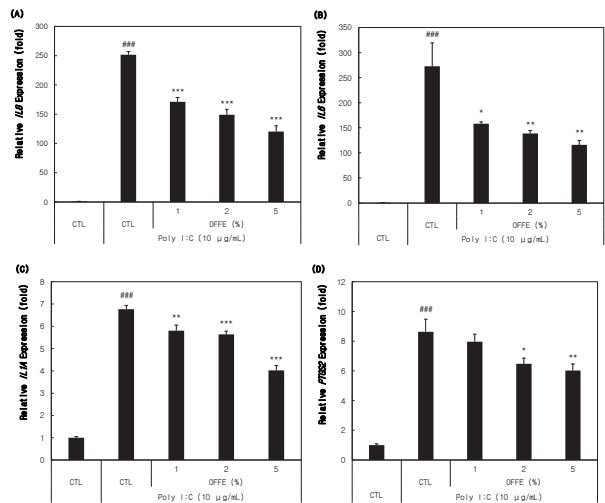 (A)
Relative Expression (fold)
300
250
200
150
100
50
0
###
***
***
***
CTL
CTL
1
2
5
OFFE (%)
Poly I:C (10 μg/mL)
(B)
Relative Expression (fold)
350
300
250
200
150
100
50
0
###
*
**
**
CTL
CTL
1
2
5
OFFE (%)
Poly I:C (10 μg/mL)
(C)
Relative IL1A Expression (fold)
8
7
6
5
4
3
2
1
0
###
**
***
***
CTL
CTL
1
2
5
OFFE (%)
Poly I:C (10 μg/mL)
(D)
Relative PTGS2 Expression (fold)
12
10
8
6
4
2
0
###
*
**
CTL
CTL
1
2
5
OFFE (%)
Poly I:C (10 μg/mL)